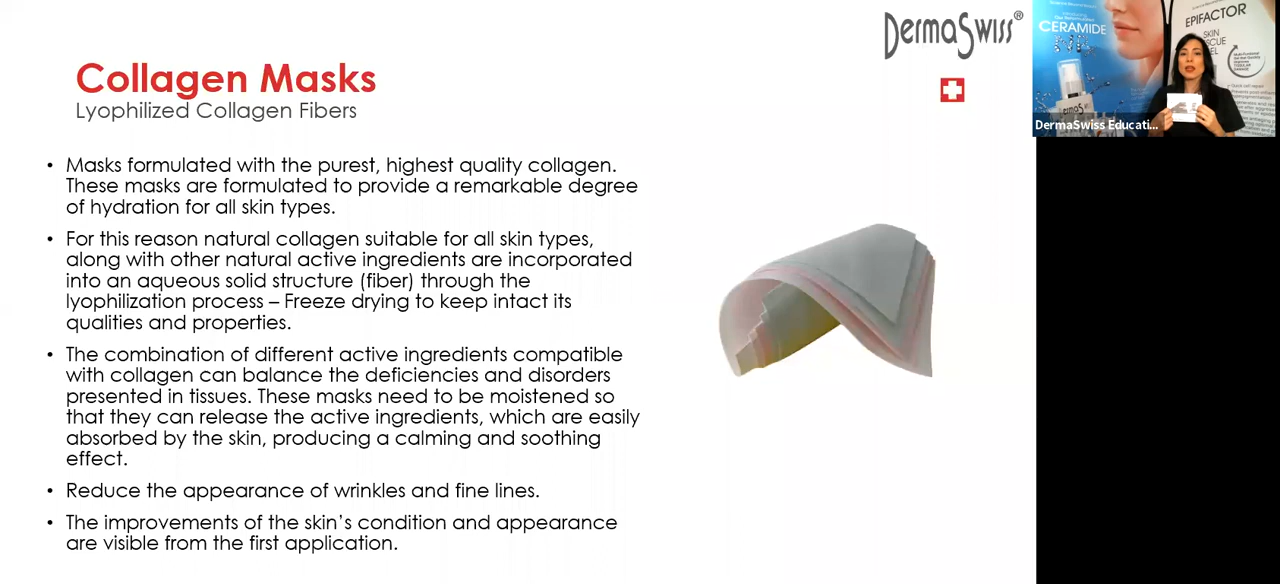 DermaSwiss®
Collagen Masks
Lyophilized Collagen Fibers
• Masks formulated with the purest, highest quality collagen.
These masks are formulated to provide a remarkable degree
of hydration for all skin types.
• For this reason natural collagen suitable for all skin types,
along with other natural active ingredients are incorporated
into an aqueous solid structure (fiber) through the
lyophilization process – Freeze drying to keep intact its
qualities and properties.
• The combination of different active ingredients compatible
with collagen can balance the deficiencies and disorders
presented in tissues. These masks need to be moistened so
that they can release the active ingredients, which are easily
absorbed by the skin, producing a calming and soothing
effect.
• Reduce the appearance of wrinkles and fine lines.
• The improvements of the skin's condition and appearance
are visible from the first application.
CERAMIDE
EPIFACTOR
SKIN
DermaSwiss Educati...